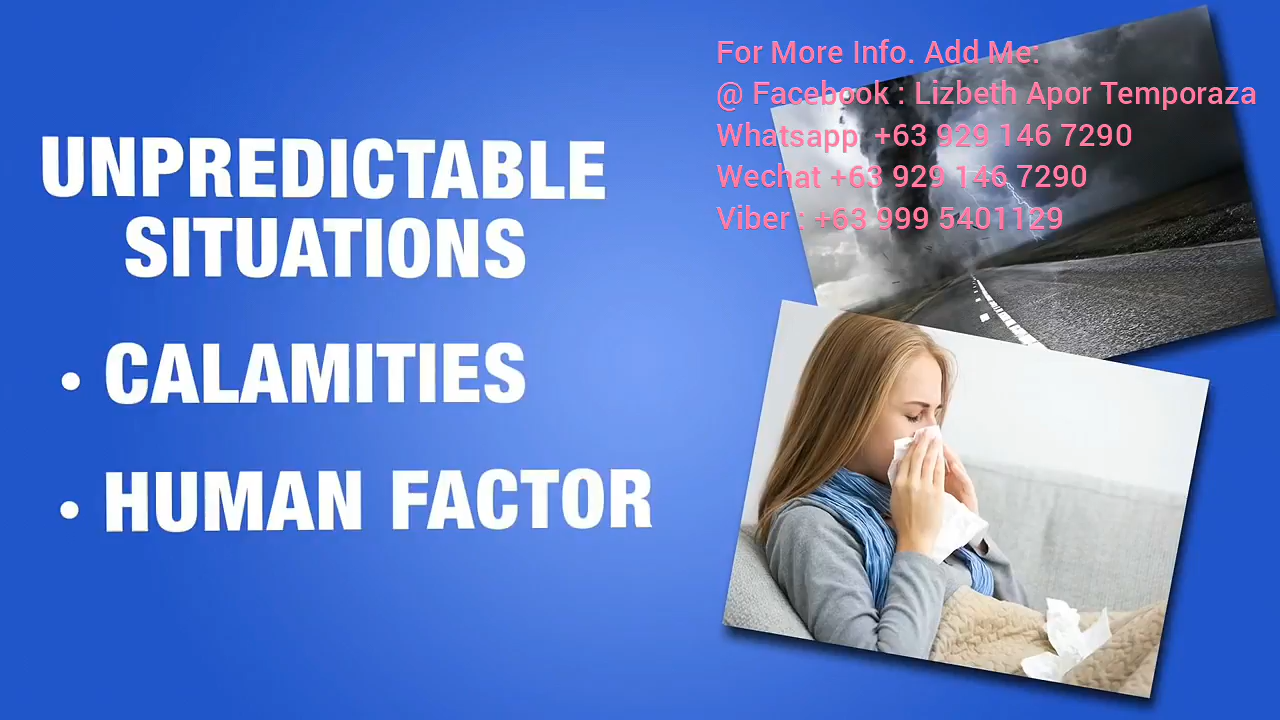 UNPREDICTABLE
SITUATIONS
• CALAMITIES
• HUMAN FACTOR
For More Info. Add Me:
@ Facebook : Lizbeth Apor Temporaza
Whatsapp +63 929 146 7290
Wechat +63 929 146 7290
Viber : +63 999 5401129